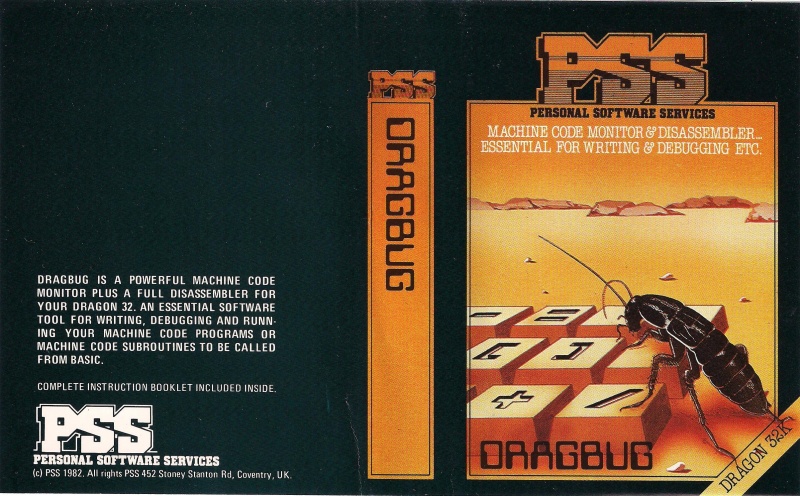 DRAGBUG IS A POWERFUL MACHINE CODE
MONITOR PLUS A FULL DISASSEMBLER FOR
YOUR DRAGON 32. AN ESSENTIAL SOFTWARE
TOOL FOR WRITING, DEBUGGING AND RUNN-
ING YOUR MACHINE CODE PROGRAMS OR
MACHINE CODE SUBROUTINES TO BE CALLED
FROM BASIC.
COMPLETE INSTRUCTION BOOKLET INCLUDED INSIDE.
PSS
PERSONAL SOFTWARE SERVICES
(c) PSS 1982. All rights PSS 452 Stoney Stanton Rd, Coventry, UK.
PSS
DRAGBUG
PSS
PERSONAL SOFTWARE SERVICES
MACHINE CODE MONITOR & DISASSEMBLER...
ESSENTIAL FOR WRITING & DEBUGGING ETC.
DRAGBUG
DRAGON 32K